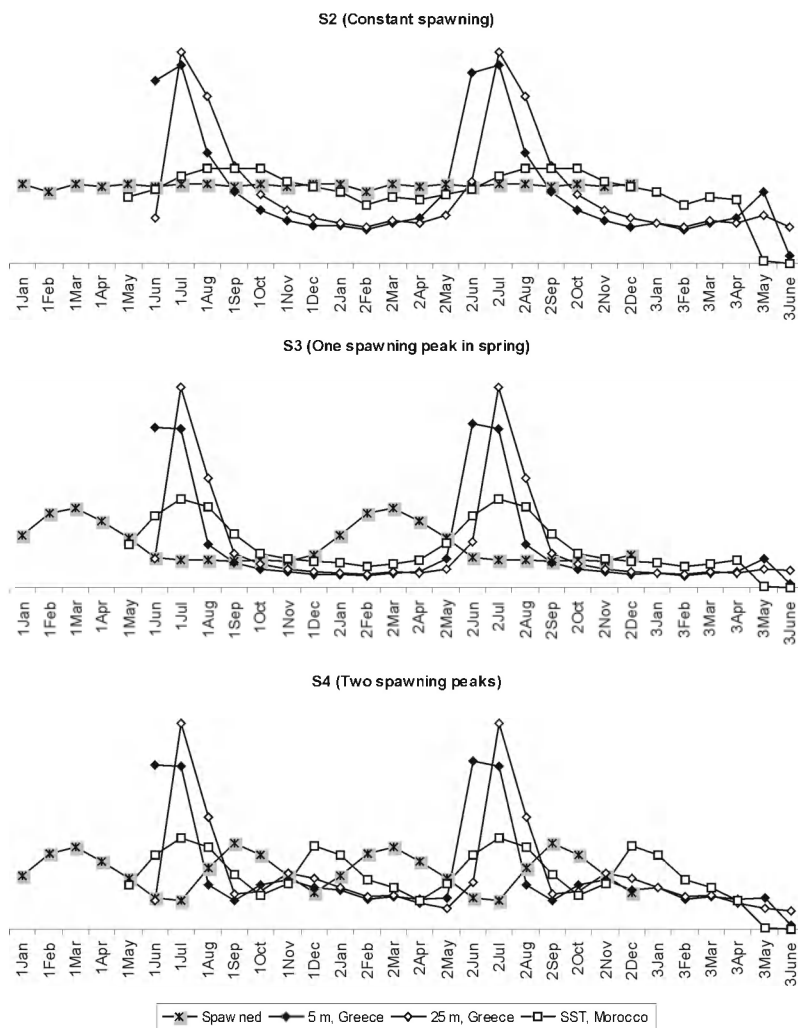 S2 (Constant spawning)
1Jan 1Feb 1Mar 1Apr 1May 1Jun 1Jul 1Aug 1Sep 1Oct 1Nov 1Dec 2Jan 2Feb 2Mar 2Apr 2May 2Jun 2Jul 2Aug 2Sep 2Oct 2Nov 2Dec 3Jan 3Feb 3Mar 3Apr 3May 3June
S3 (One spawning peak in spring)
1Jan 1Feb 1Mar 1Apr 1May 1Jun 1Jul 1Aug 1Sep 1Oct 1Nov 1Dec 2Jan 2Feb 2Mar 2Apr 2May 2Jun 2Jul 2Aug 2Sep 2Oct 2Nov 2Dec 3Jan 3Feb 3Mar 3Apr 3May 3June
S4 (Two spawning peaks)
1Jan 1Feb 1Mar 1Apr 1May 1Jun 1Jul 1Aug 1Sep 1Oct 1Nov 1Dec 2Jan 2Feb 2Mar 2Apr 2May 2Jun 2Jul 2Aug 2Sep 2Oct 2Nov 2Dec 3Jan 3Feb 3Mar 3Apr 3May 3June
Spawned 5 m, Greece 25 m, Greece SST, Morocco